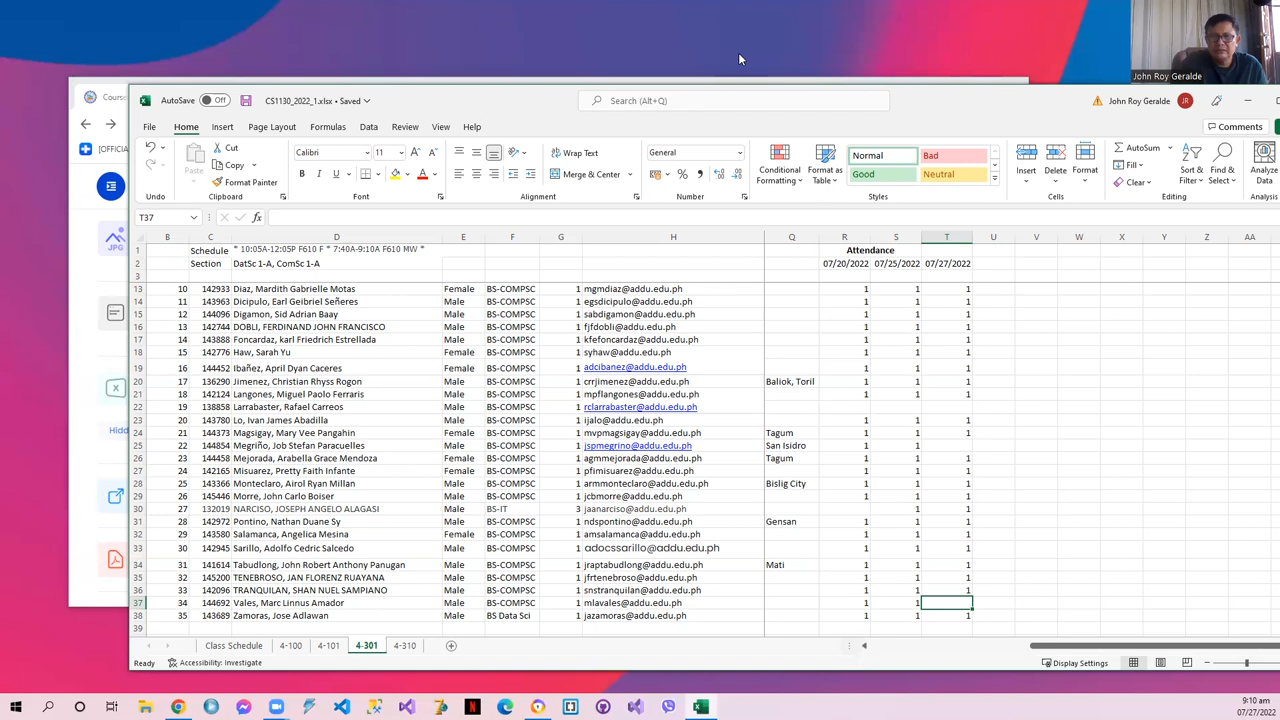 John Roy Geralde
Cours
AutoSave Off CS1130_2022_1.xlsx • Saved Search (Alt+Q) John Roy Geralde JR
File Home Insert Page Layout Formulas Data Review View Help Comments
[OFFICIA
Cut
Copy
Format Painter
Paste
Clipboard
Calibri 11
B I U
Font
Wrap Text
Merge & Center
Alignment
General
Number
Conditional Formatting
Format as Table
Normal Bad
Good Neutral
Styles
Insert Delete Format
Cells
AutoSum
Fill
Clear
Sort & Filter
Find & Select
Editing
Analyze Data
Analysis
JPG
Hidd
T37 fx
B C D E F G H Q R S T U V W X Y Z AA
1 Schedule * 10:05A-12:05P F610 F * 7:40A-9:10A F610 MW * Attendance
2 Section DatSc 1-A, ComSc 1-A 07/20/2022 07/25/2022 07/27/2022
3
13 10 142933 Diaz, Mardith Gabrielle Motas Female BS-COMPSC 1 mgmdiaz@addu.edu.ph 1 1 1
14 11 143963 Dicipulo, Earl Geibriel Señeres Male BS-COMPSC 1 egsdicipulo@addu.edu.ph 1 1 1
15 12 144096 Digamon, Sid Adrian Baay Male BS-COMPSC 1 sabdigamon@addu.edu.ph 1 1 1
16 13 142744 DOBLI, FERDINAND JOHN FRANCISCO Male BS-COMPSC 1 fjfdobli@addu.edu.ph 1 1 1
17 14 143888 Foncardaz, karl Friedrich Estrellada Male BS-COMPSC 1 kfefoncardaz@addu.edu.ph 1 1 1
18 15 142776 Haw, Sarah Yu Female BS-COMPSC 1 syhaw@addu.edu.ph 1 1 1
19 16 144452 Ibañez, April Dyan Caceres Female BS-COMPSC 1 adcibanez@addu.edu.ph 1 1 1
20 17 136290 Jimenez, Christian Rhyss Rogon Male BS-COMPSC 1 crrjimenez@addu.edu.ph Baliok, Toril 1 1 1
21 18 142124 Langones, Miguel Paolo Ferraris Male BS-COMPSC 1 mpflangones@addu.edu.ph 1 1 1
22 19 138858 Larrabaster, Rafael Carreos Male BS-COMPSC 1 rclarrabaster@addu.edu.ph
23 20 143780 Lo, Ivan James Abadilla Male BS-COMPSC 1 ijalo@addu.edu.ph 1 1 1
24 21 144373 Magsigay, Mary Vee Pangahin Female BS-COMPSC 1 mvpmagsigay@addu.edu.ph Tagum 1 1 1
25 22 144854 Megriño, Job Stefan Paracuelles Male BS-COMPSC 1 jspmegrino@addu.edu.ph San Isidro 1 1
26 23 144458 Mejorada, Arabella Grace Mendoza Female BS-COMPSC 1 agmmejorada@addu.edu.ph Tagum 1 1 1
27 24 142165 Misuarez, Pretty Faith Infante Female BS-COMPSC 1 pfimisuarez@addu.edu.ph 1 1 1
28 25 143366 Monteclaro, Airol Ryan Millan Male BS-COMPSC 1 armmonteclaro@addu.edu.ph Bislig City 1 1 1
29 26 145446 Morre, John Carlo Boiser Male BS-COMPSC 1 jcbmorre@addu.edu.ph 1 1 1
30 27 132019 NARCISO, JOSEPH ANGELO ALAGASI Male BS-IT 3 jaanarciso@addu.edu.ph 1 1
31 28 142972 Pontino, Nathan Duane Sy Male BS-COMPSC 1 ndspontino@addu.edu.ph Gensan 1 1 1
32 29 143580 Salamanca, Angelica Mesina Female BS-COMPSC 1 amsalamanca@addu.edu.ph 1 1 1
33 30 142945 Sarillo, Adolfo Cedric Salcedo Male BS-COMPSC 1 adocssarillo@addu.edu.ph 1 1 1
34 31 141614 Tabudlong, John Robert Anthony Panugan Male BS-COMPSC 1 jraptabudlong@addu.edu.ph Mati 1 1 1
35 32 145200 TENEBROSO, JAN FLORENZ RUAYANA Male BS-COMPSC 1 jfrtenebroso@addu.edu.ph 1 1 1
36 33 142096 TRANQUILAN, SHAN NUEL SAMPIANO Male BS-COMPSC 1 snstranquilan@addu.edu.ph 1 1 1
37 34 144692 Vales, Marc Linnus Amador Male BS-COMPSC 1 mlavales@addu.edu.ph 1 1
38 35 143689 Zamoras, Jose Adlawan Male BS Data Sci 1 jazamoras@addu.edu.ph 1 1 1
39
Class Schedule 4-100 4-101 4-301 4-310
Ready Accessibility: Investigate Display Settings
9:10 am
07/27/2022